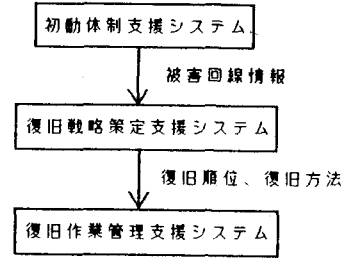 初動体制支援システム
被害回線情報
復旧戦略策定支援システム
復旧順位、復旧方法
復旧作業管理支援システム